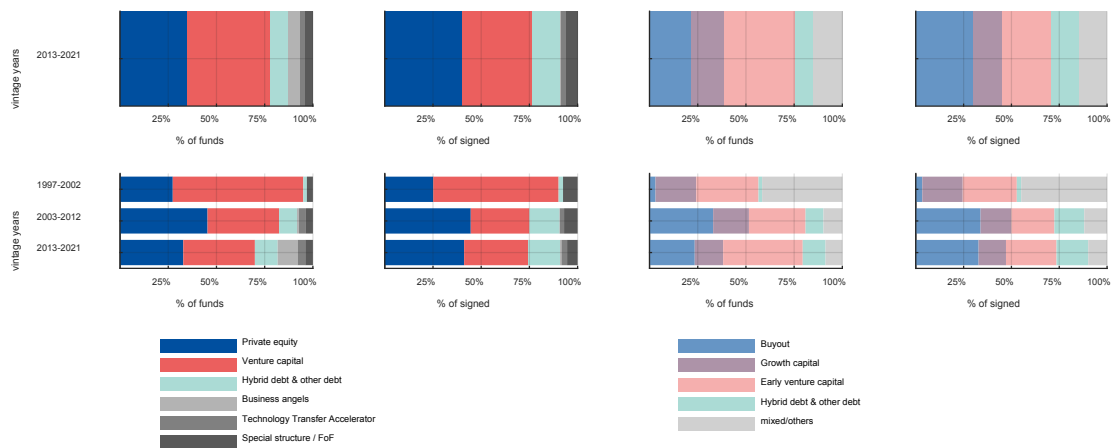 vintage years
2013-2021
25% 50% 75% 100%
% of funds
25% 50% 75% 100%
% of signed
25% 50% 75% 100%
% of funds
25% 50% 75% 100%
% of signed
vintage years
1997-2002
2003-2012
2013-2021
25% 50% 75% 100%
% of funds
25% 50% 75% 100%
% of signed
25% 50% 75% 100%
% of funds
25% 50% 75% 100%
% of signed
Private equity
Venture capital
Hybrid debt & other debt
Business angels
Technology Transfer Accelerator
Special structure / FoF
Buyout
Growth capital
Early venture capital
Hybrid debt & other debt
mixed/others